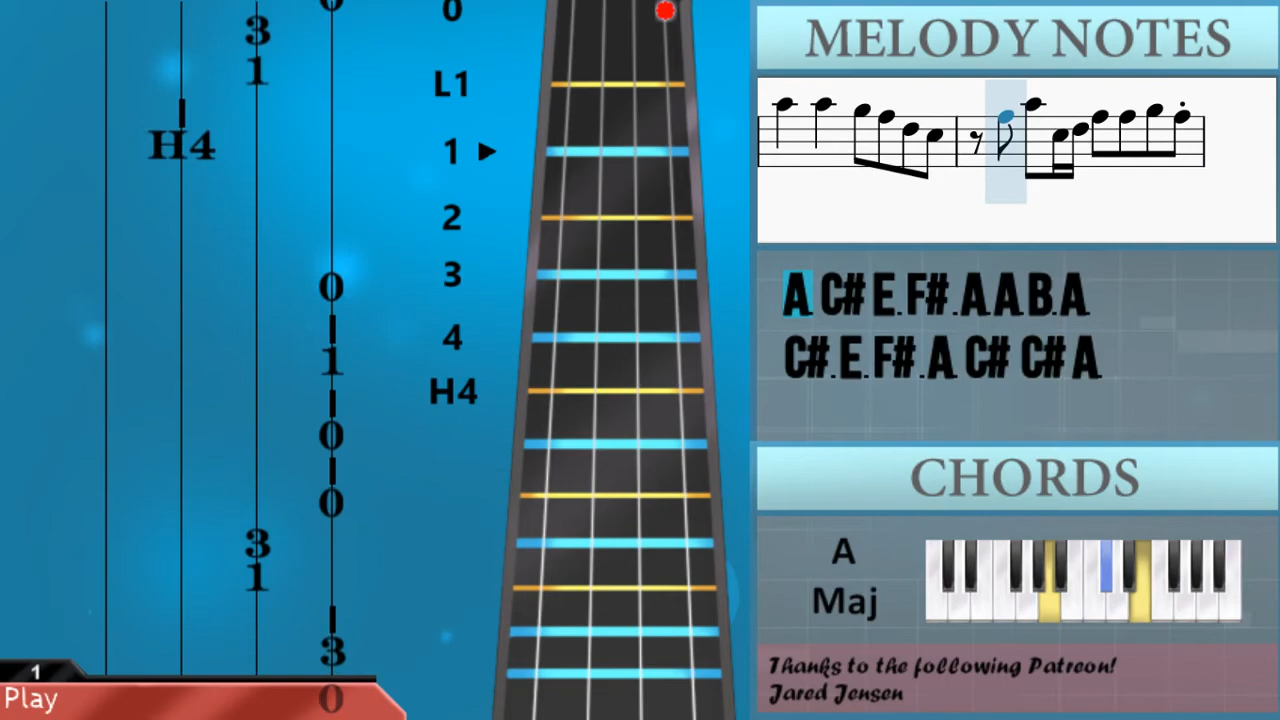 0
3
1
H4
0
1
0
0
3
1
3
0
1
Play
0
L1
1
2
3
4
H4
MELODY NOTES
A C# E.F#.A.A.B.A
C#.E.F#.A C# C# A
CHORDS
A
Maj
Thanks to the following Patreon!
Jared Jensen